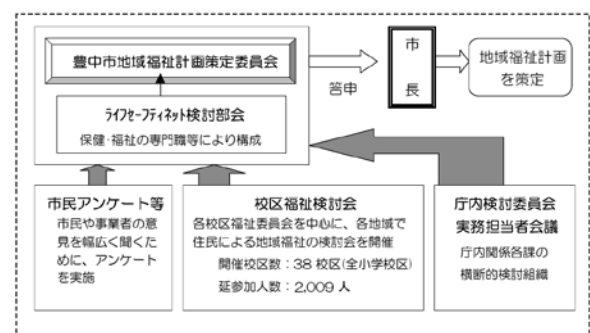 豊中市地域福祉計画策定委員会
ライフセーフティネット検討部会
保健・福祉の専門職等により構成
答申
市
長
地域福祉計画
を策定
市民アンケート等
市民や事業者の意
見を幅広く聞くた
めに、アンケート
を実施
校区福祉検討会
各校区福祉委員会を中心に、各地域で
住民による地域福祉の検討会を開催
開催校区数：38 校区(全小学校区)
延参加人数：2,009 人
庁内検討委員会
実務担当者会議
庁内関係各課の
横断的検討組織